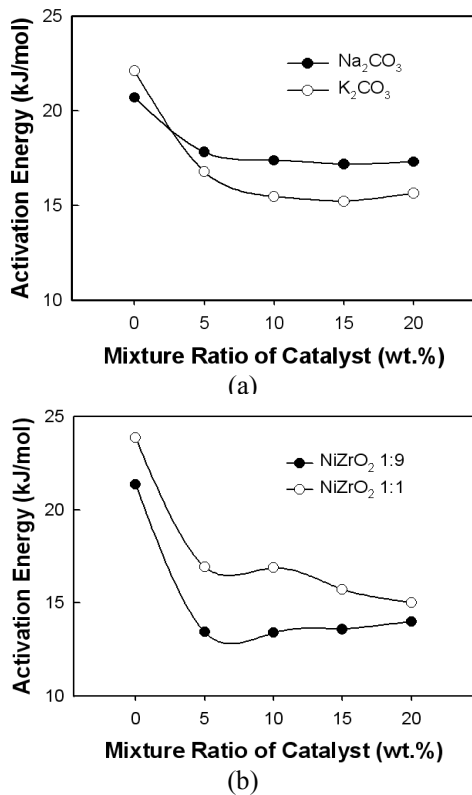 25
20
15
10
Activation Energy (kJ/mol)
Na₂CO₃
K₂CO₃
0 5 10 15 20
Mixture Ratio of Catalyst (wt.%)
(a)
25
20
15
10
Activation Energy (kJ/mol)
NiZrO₂ 1:9
NiZrO₂ 1:1
0 5 10 15 20
Mixture Ratio of Catalyst (wt.%)
(b)